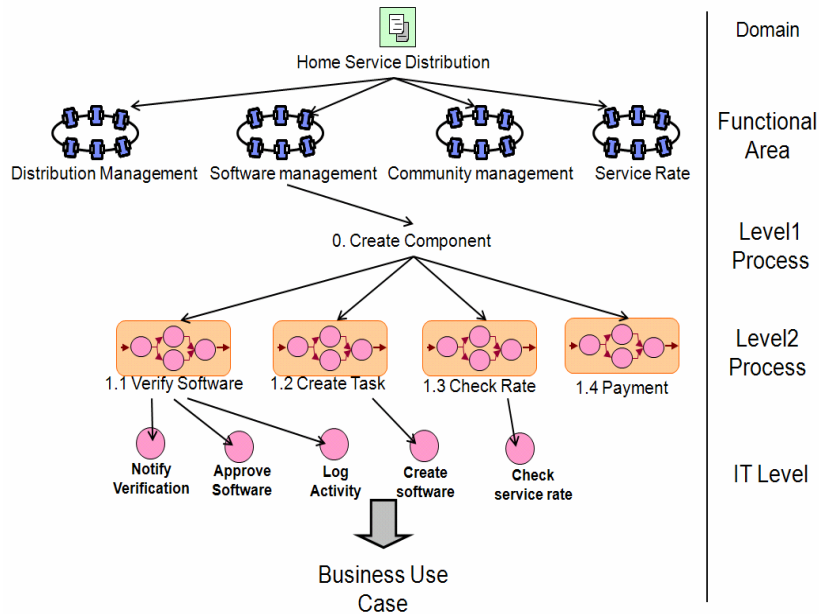 Domain
Home Service Distribution
Functional
Area
Distribution Management
Software management
Community management
Service Rate
Level1
Process
0. Create Component
Level2
Process
1.1 Verify Software
1.2 Create Task
1.3 Check Rate
1.4 Payment
Notify
Verification
Approve
Software
Log
Activity
Create
software
Check
service rate
IT Level
Business Use
Case